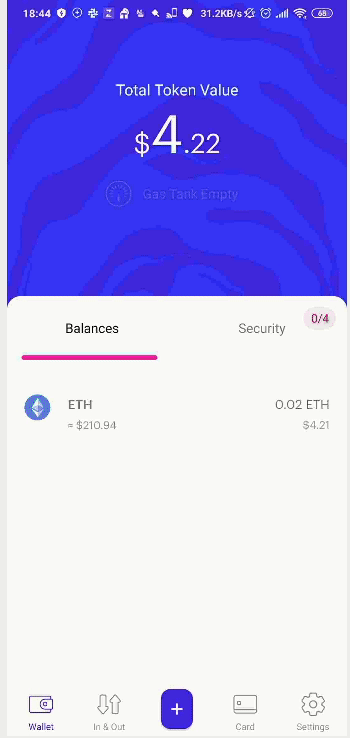 18:44 31.2KB/s 68
Total Token Value
$4.22
Gas Tank Empty
Balances
Security
0/4
ETH
0.02 ETH
≈ $210.94
$4.21
Wallet
In & Out
+
Card
Settings